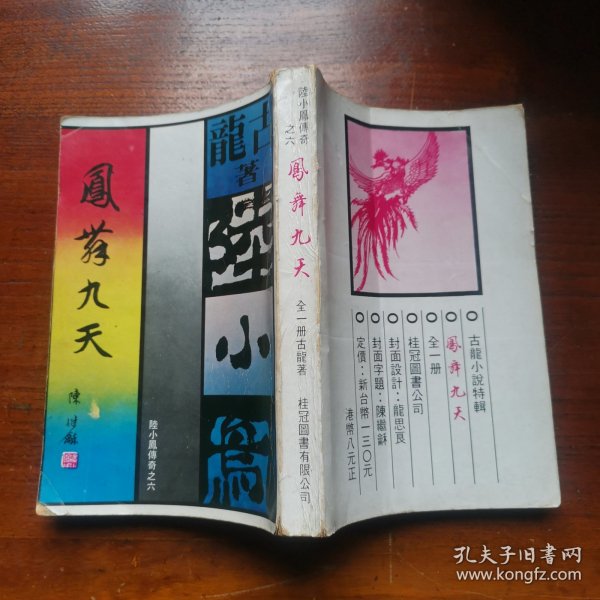 鳳舞九天
陳
陸小鳳傳奇之六
古龍
著
陸
小
鳳
陸小鳳傳奇
之六
鳳舞九天
全一册古龍著
桂冠圖書有限公司
古龍小說特輯
鳳舞九天
全一册
桂冠圖書公司
封面設計：龍思良
封面字題：陳繼龢
定價：新台幣一三〇元
港幣八元正
孔夫子旧书网
www.kongfz.com